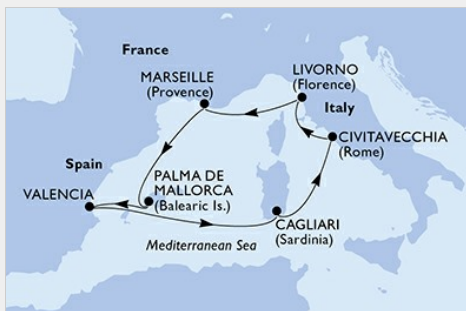 France
MARSEILLE
(Provence)
LIVORNO
(Florence)
Italy
CIVITAVECCHIA
(Rome)
Spain
VALENCIA
PALMA DE
MALLORCA
(Balearic Is.)
CAGLIARI
(Sardinia)
Mediterranean Sea